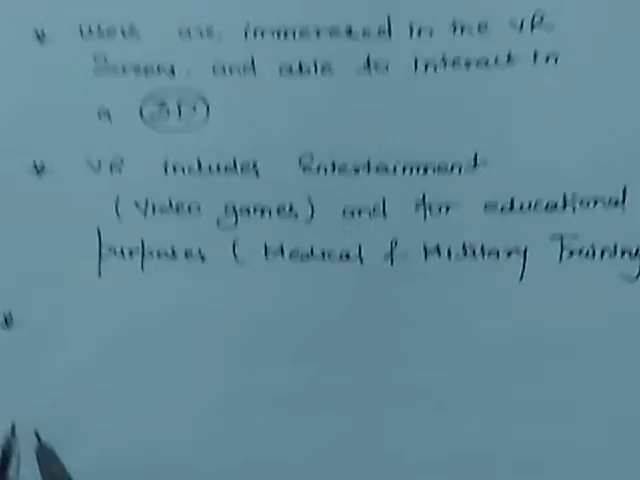 * Users are immersed in the VR
Screens and able to interact in
a (3D)
* VR includes Entertainment
(Video games) and for educational
purposes (Medical & Military Training
*